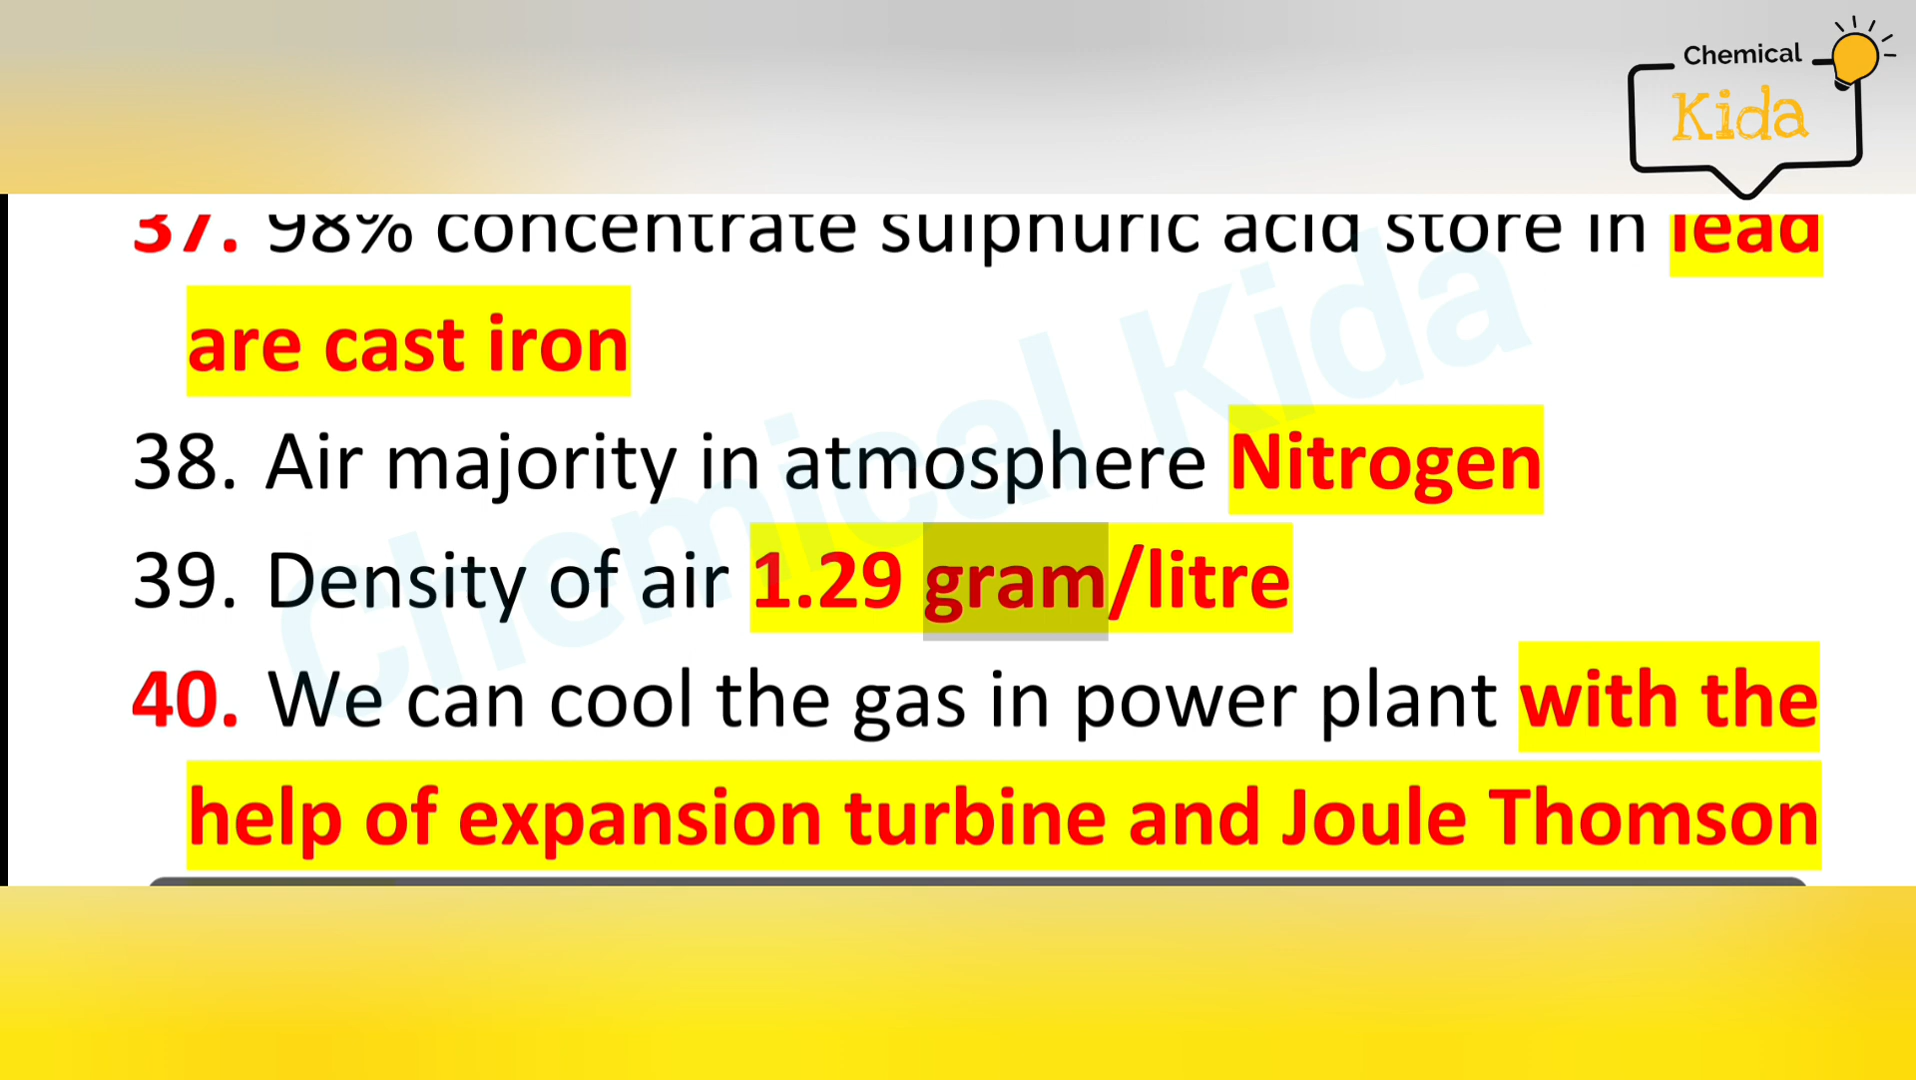 Chemical
Kida
37. 98% concentrate sulphuric acid store in lead
are cast iron
38. Air majority in atmosphere Nitrogen
39. Density of air 1.29 gram/litre
40. We can cool the gas in power plant with the
help of expansion turbine and Joule Thomson
Chemical Kida